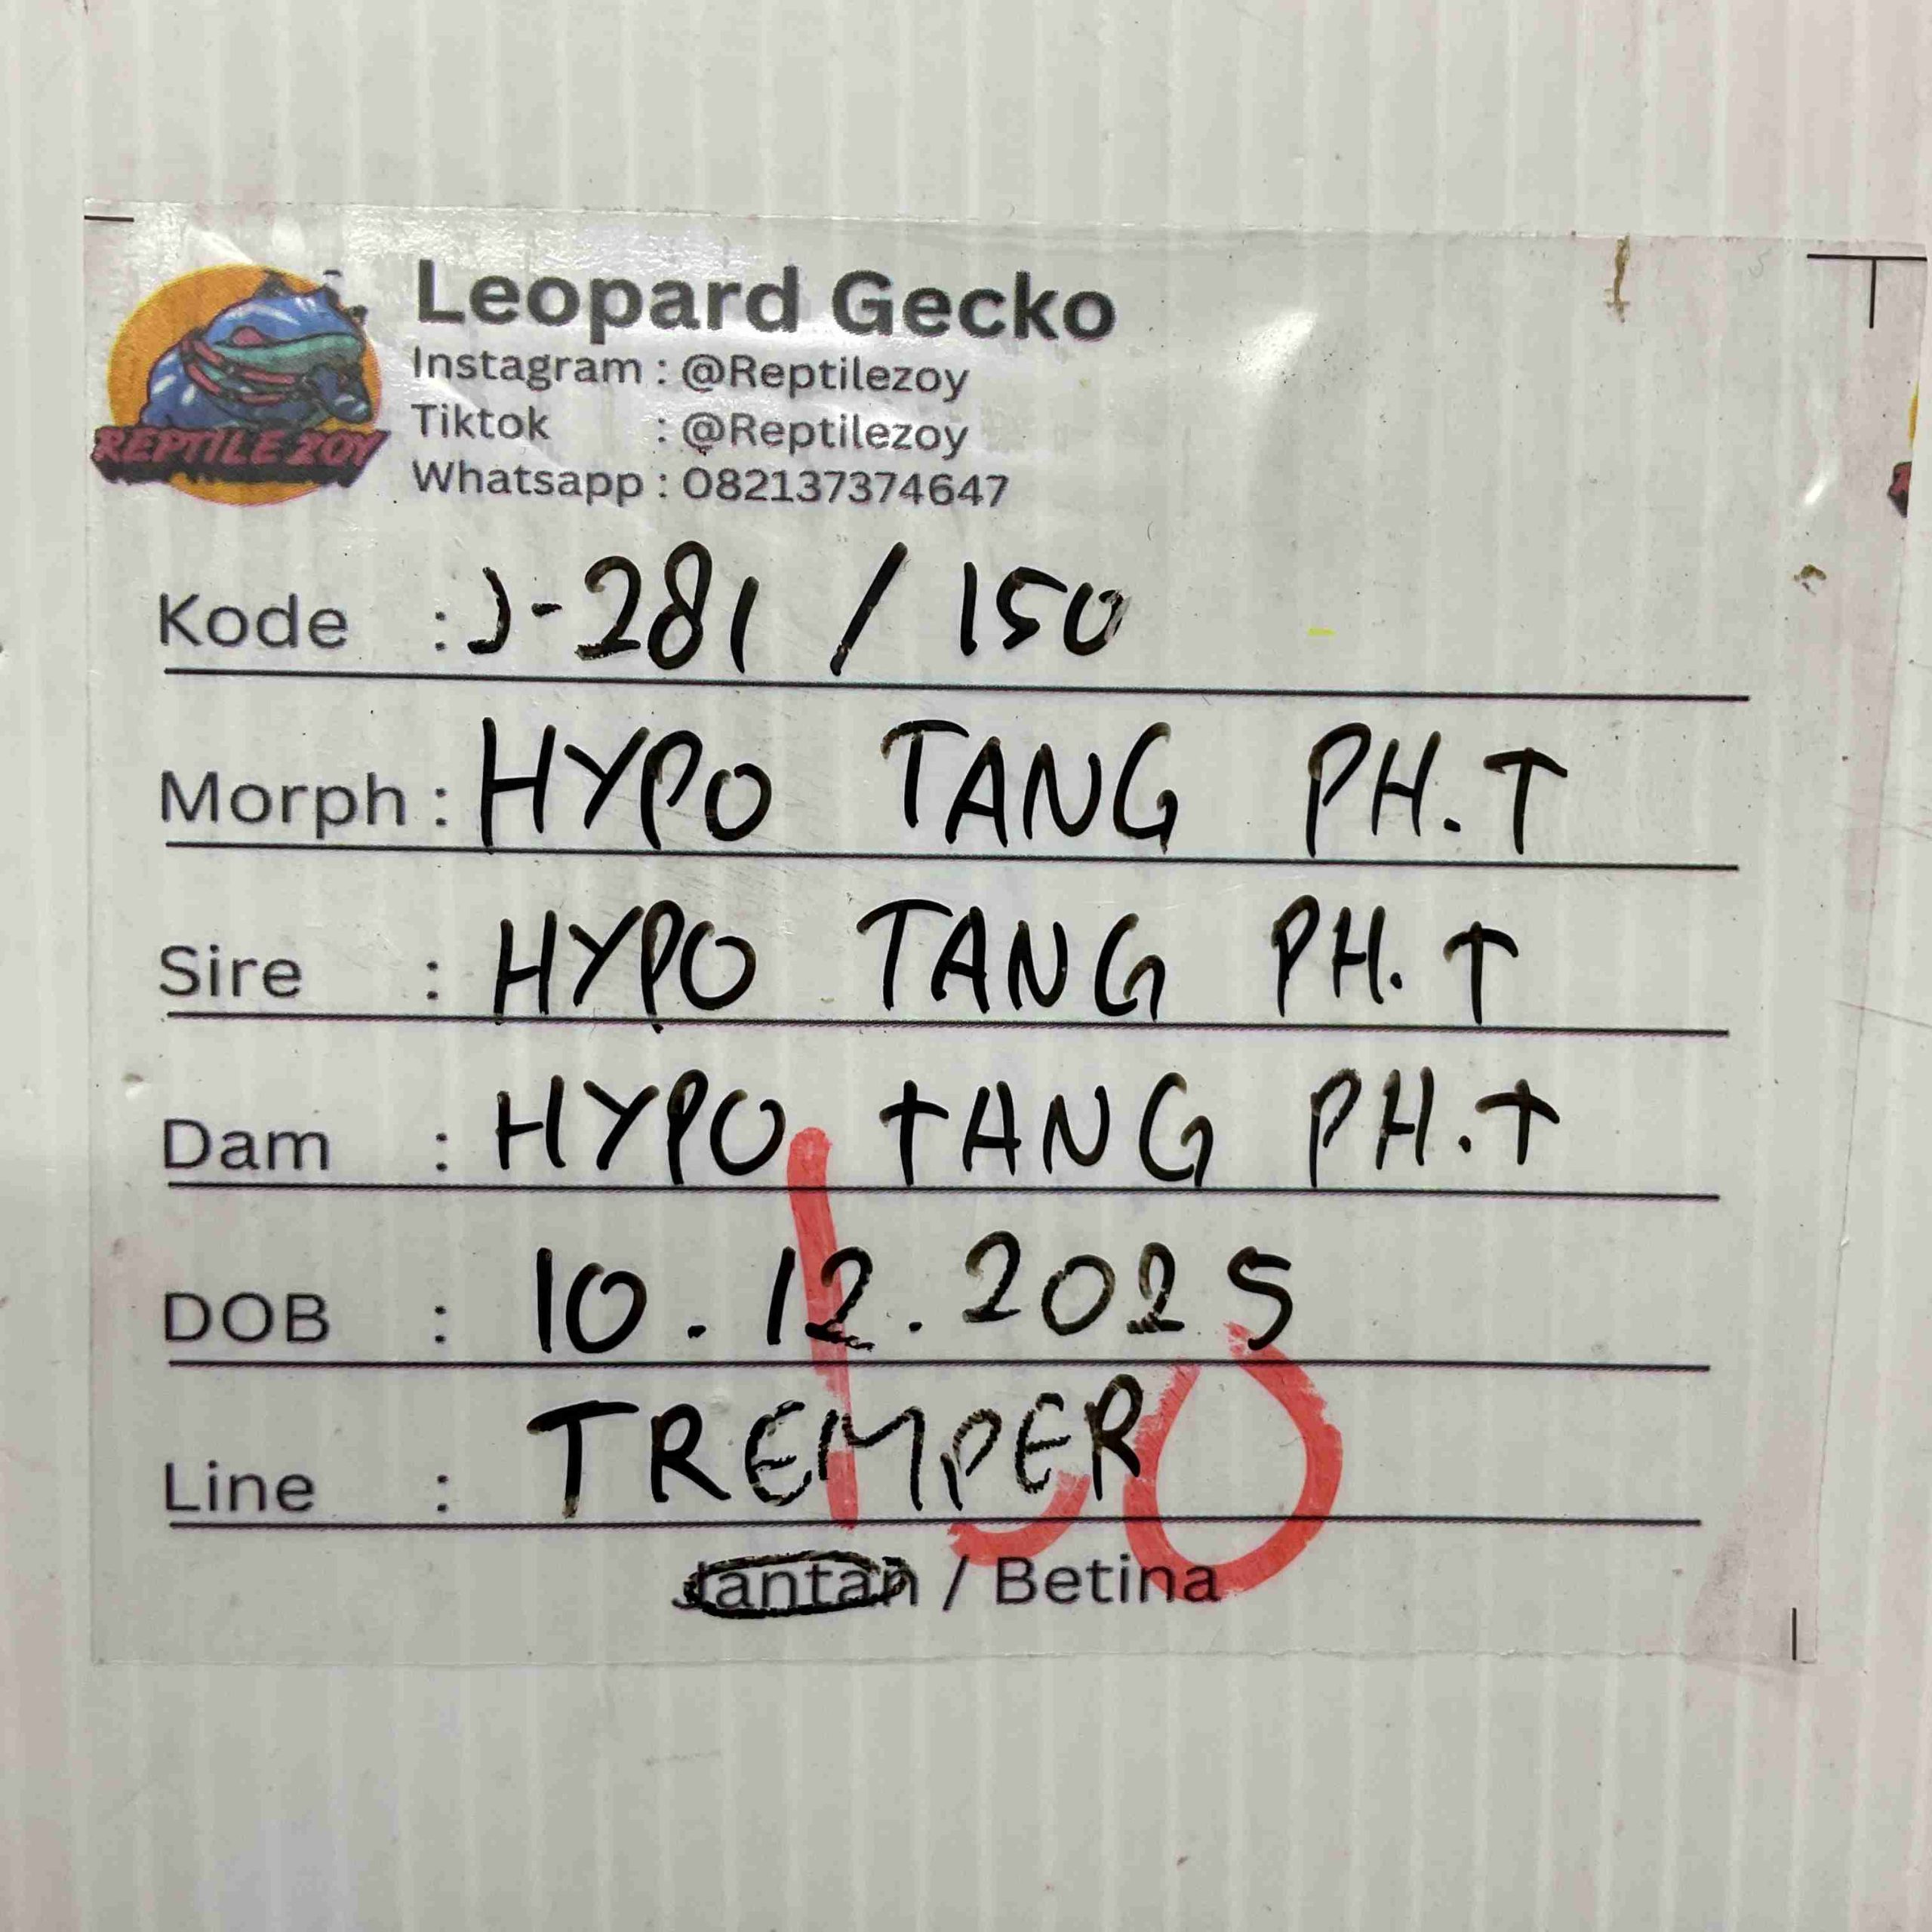 Leopard Gecko
Instagram : @Reptilezoy
Tiktok : @Reptilezoy
Whatsapp : 082137374647
REPTILE ZOY
Kode : J-281 / 150
Morph : HYPO TANG PH.T
Sire : HYPO TANG PH.T
Dam : HYPO TANG PH.T
DOB : 10.12.2025
Line : TREMPER
Jantan / Betina